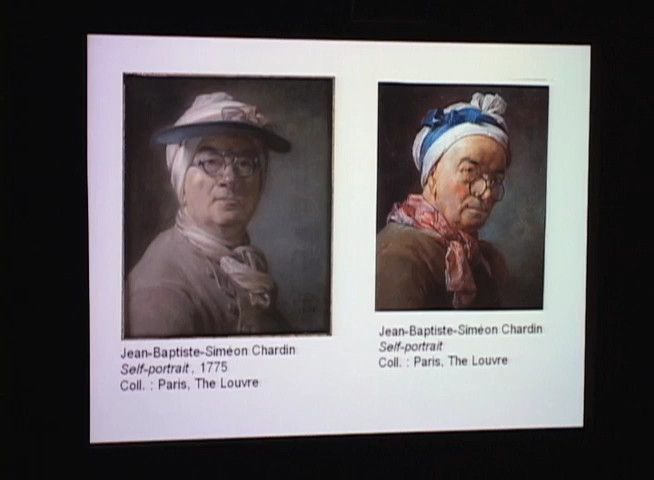 Jean-Baptiste-Siméon Chardin
Self-portrait, 1775
Coll. : Paris, The Louvre
Jean-Baptiste-Siméon Chardin
Self-portrait
Coll. : Paris, The Louvre